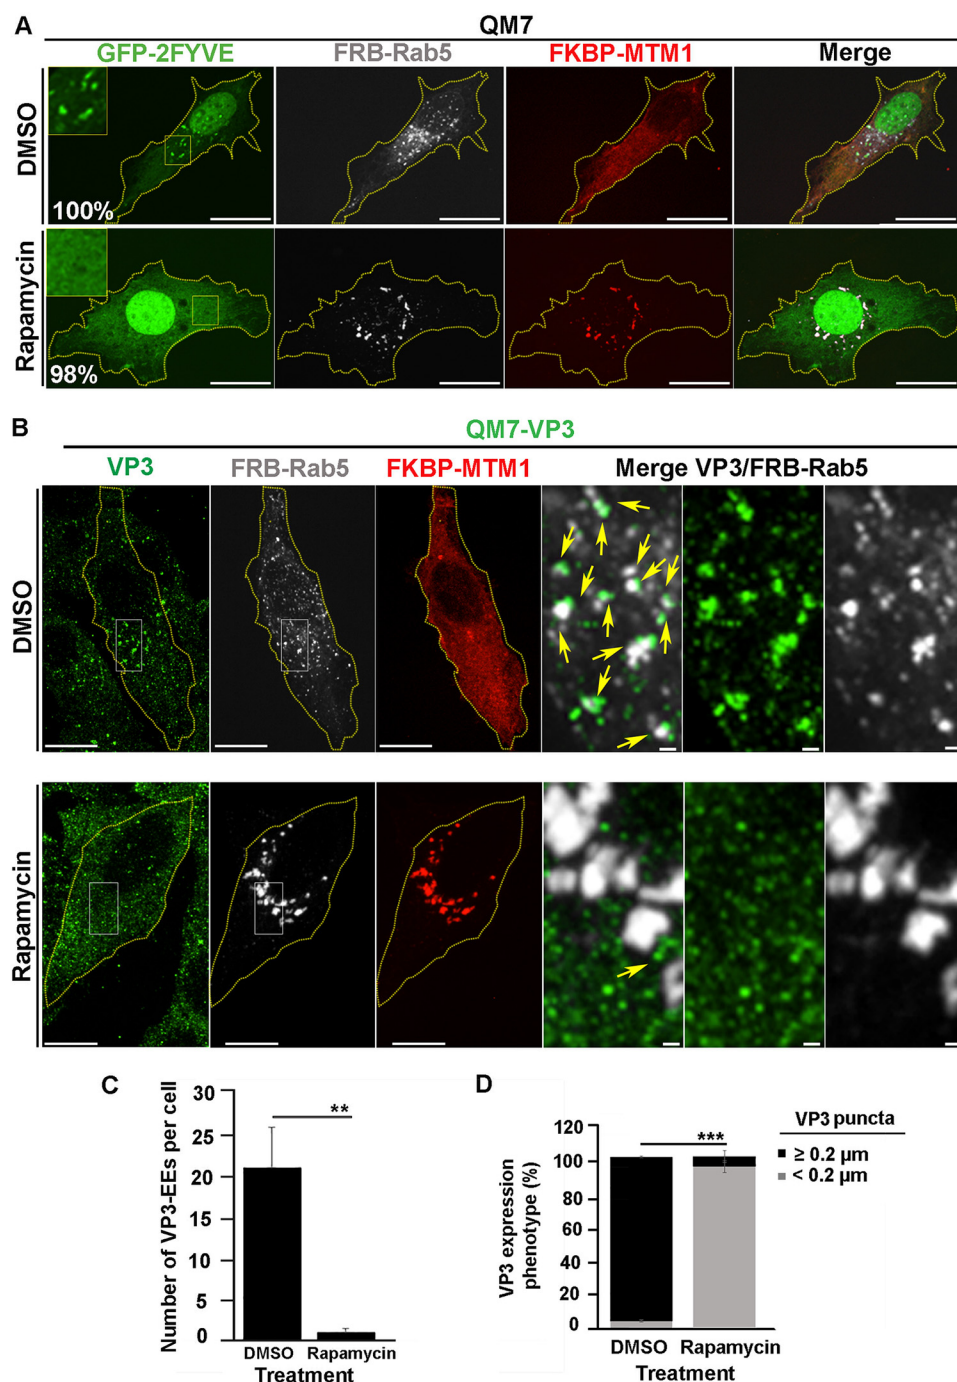 A
QM7
GFP-2FYVE FRB-Rab5 FKBP-MTM1 Merge
DMSO
100%
Rapamycin
98%
B
QM7-VP3
VP3 FRB-Rab5 FKBP-MTM1 Merge VP3/FRB-Rab5
DMSO
Rapamycin
C
Number of VP3-EEs per cell
30
25
20
15
10
5
0
**
DMSO Rapamycin
Treatment
D
VP3 expression
phenotype (%)
120
100
80
60
40
20
0
***
DMSO Rapamycin
Treatment
VP3 puncta
≥ 0.2 µm
< 0.2 µm